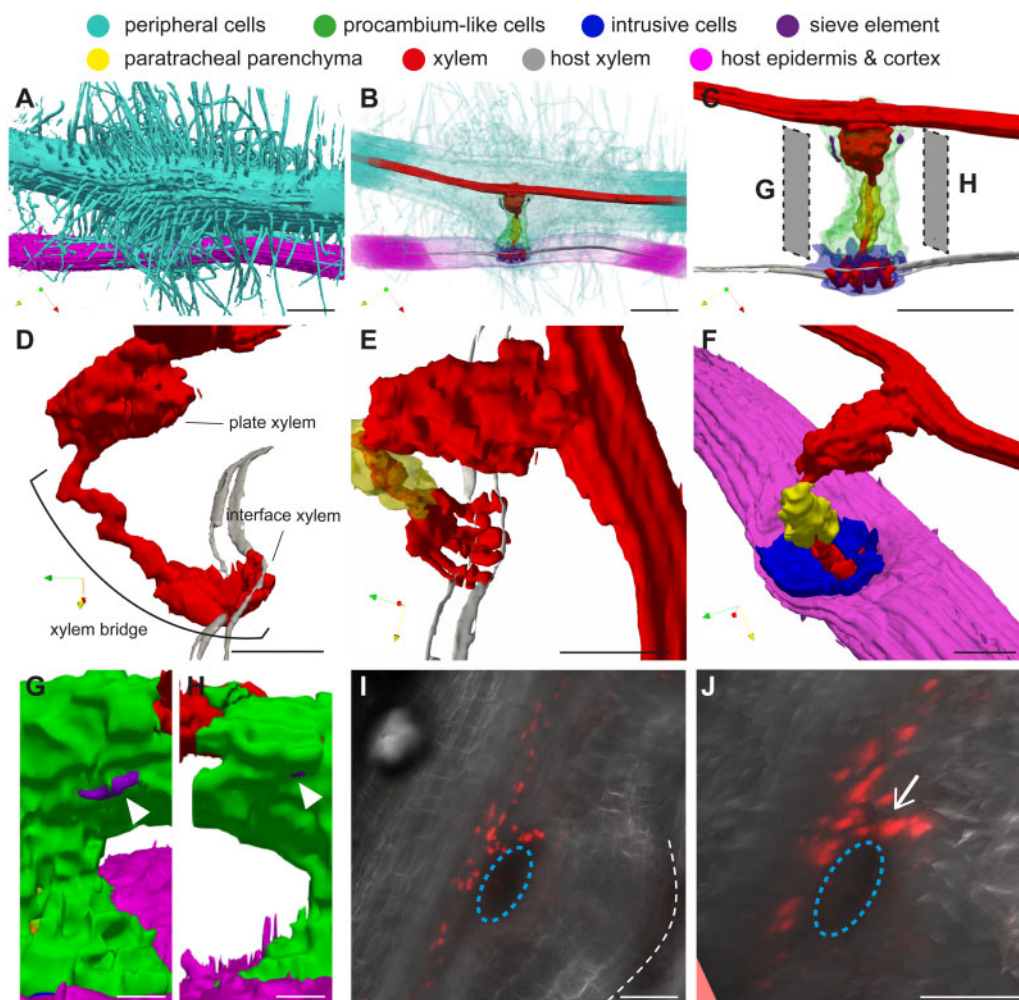 peripheral cells procambium-like cells intrusive cells sieve element
paratracheal parenchyma xylem host xylem host epidermis & cortex
A B C
G H
D E F
plate xylem
interface xylem
xylem bridge
G H I J